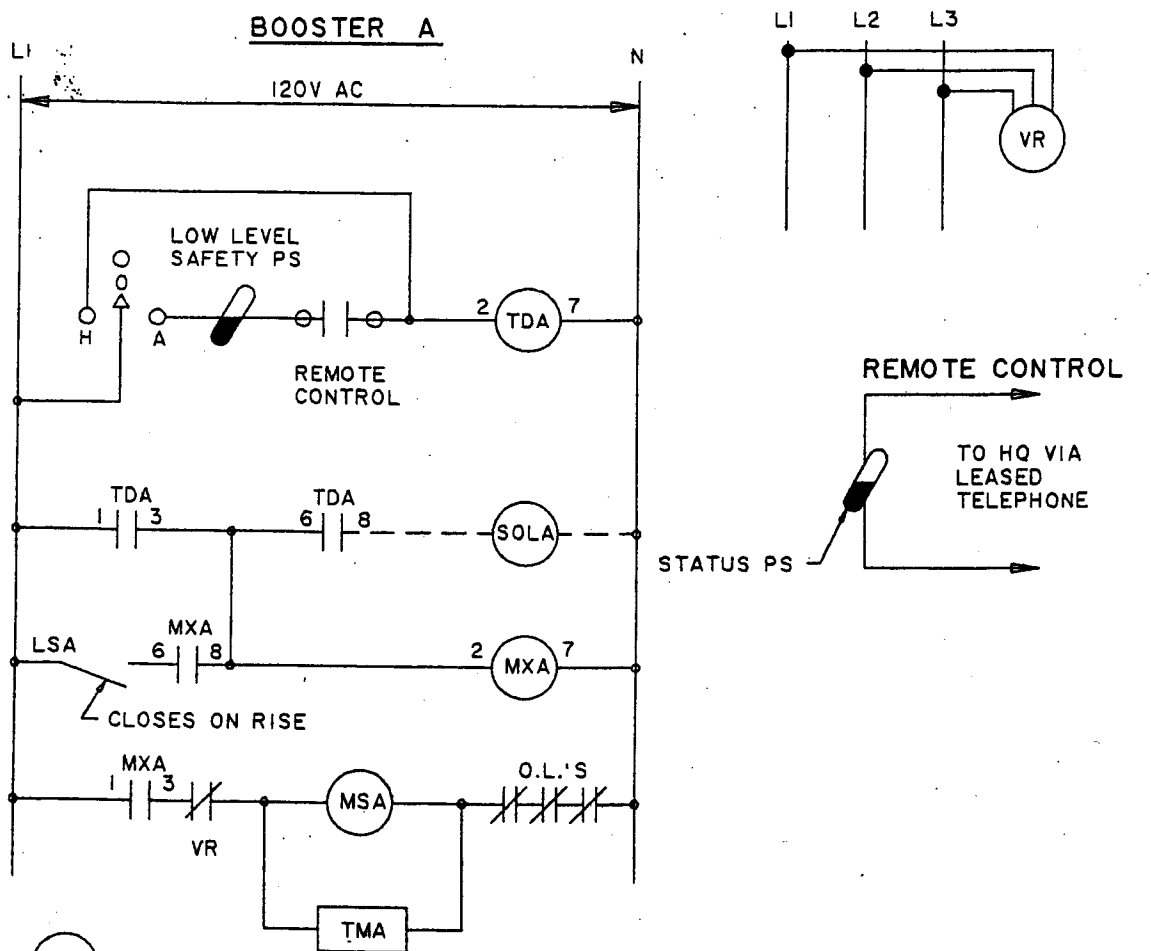 BOOSTER A
L1 L2 L3
L1
N
120V AC
VR
LOW LEVEL
SAFETY PS
O
H
A
2 TDA 7
REMOTE
CONTROL
REMOTE CONTROL
TO HQ VIA
LEASED
TELEPHONE
STATUS PS
TDA
1 3
TDA
6 8
SOLA
LSA
MXA
6 8
2 MXA 7
CLOSES ON RISE
MXA
1 3
VR
MSA
O.L.'S
TMA